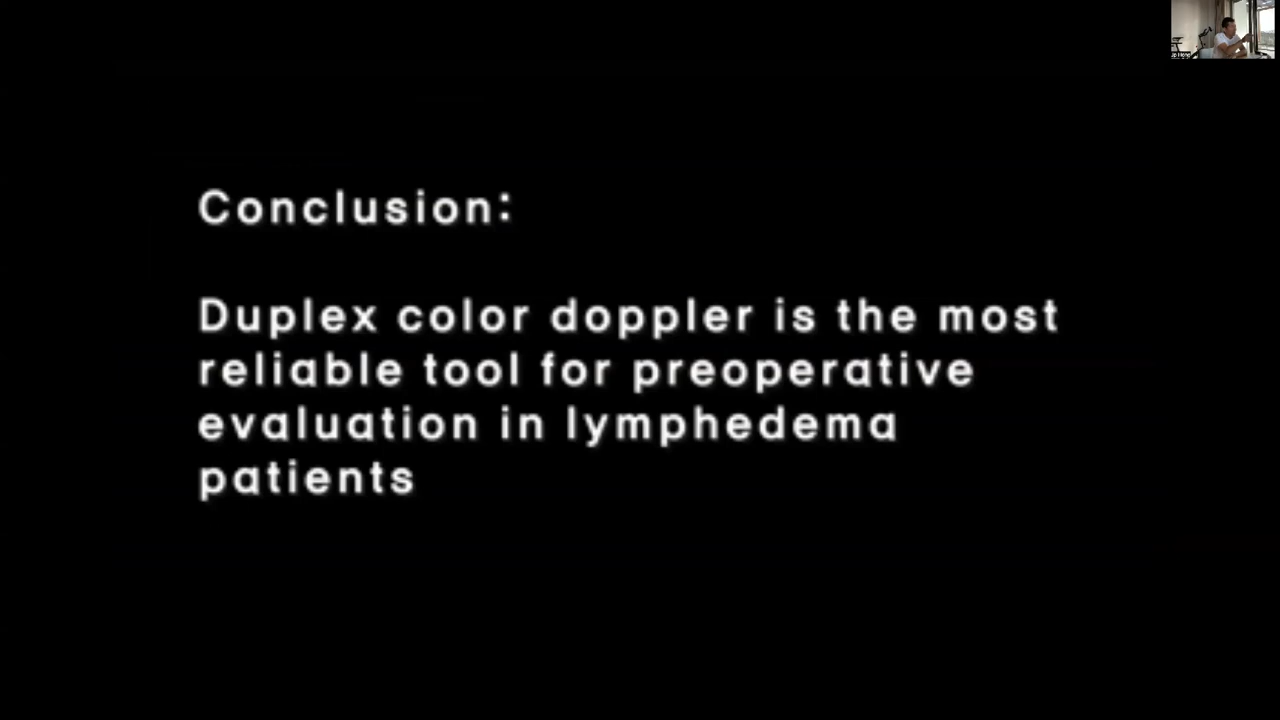 Conclusion:
Duplex color doppler is the most
reliable tool for preoperative
evaluation in lymphedema
patients